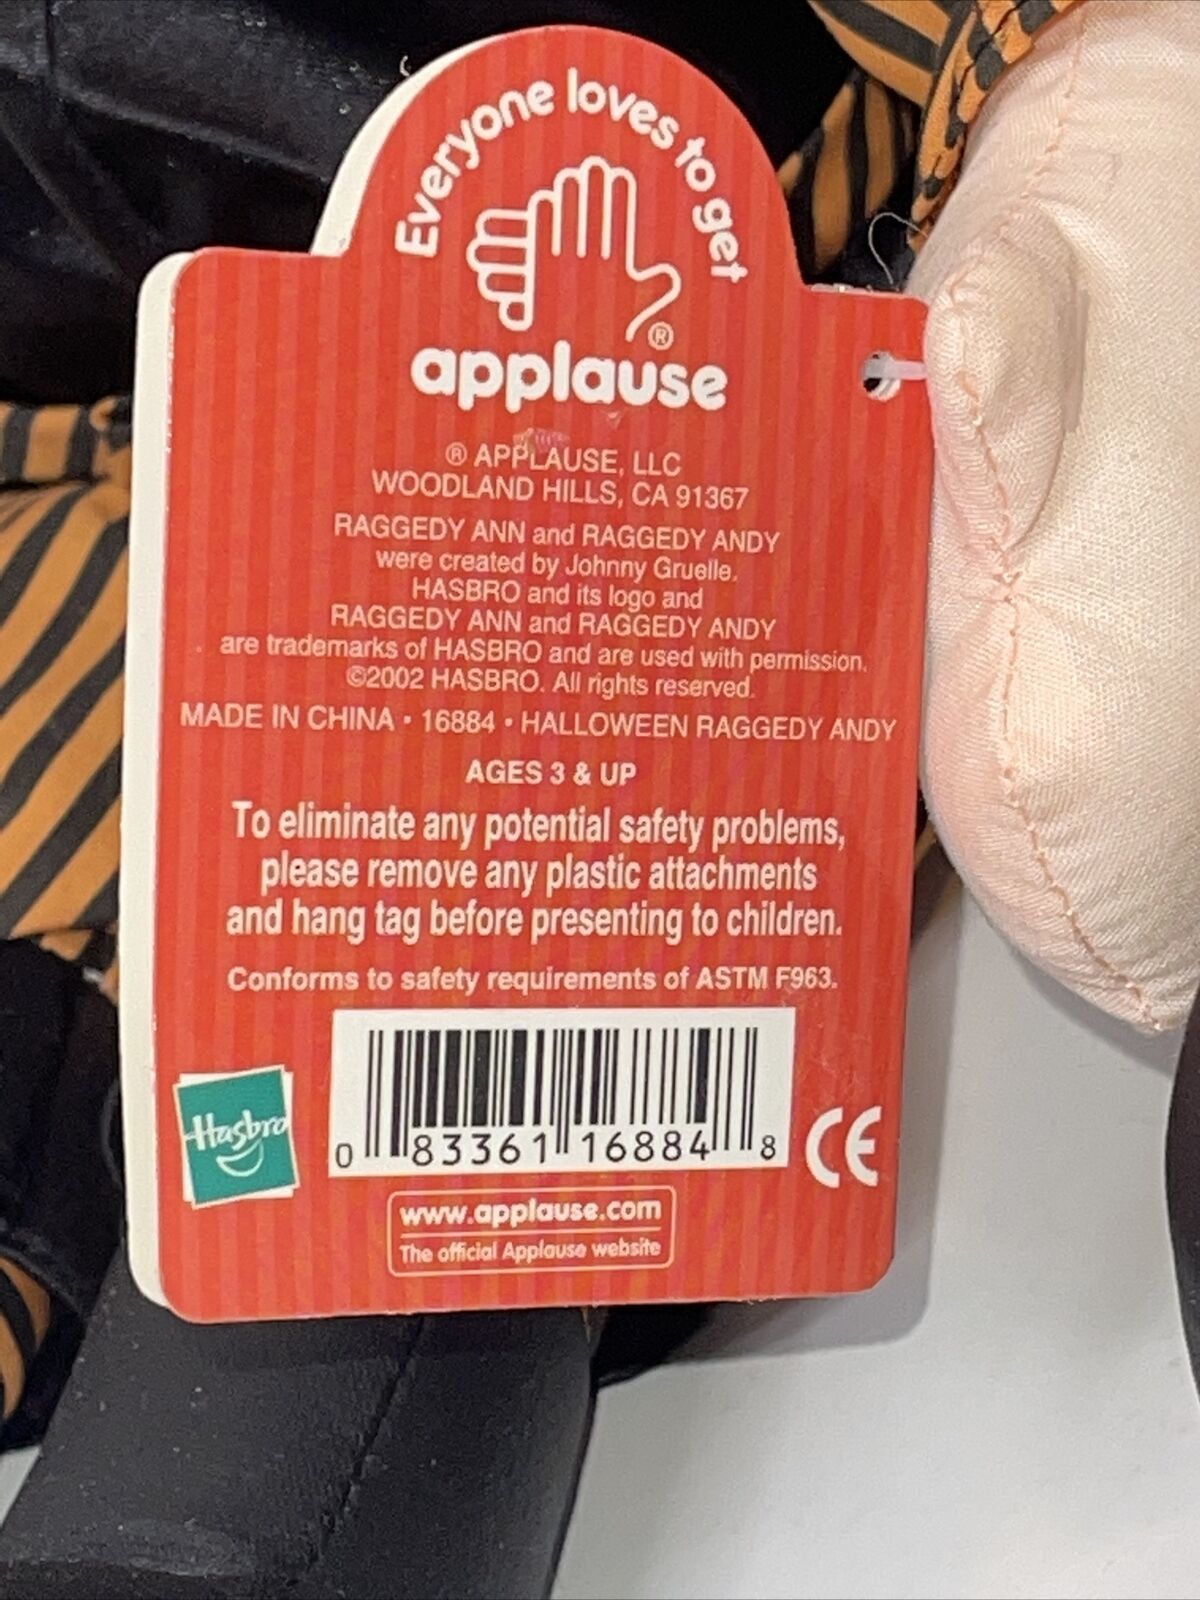 Everyone loves to get
applause®
® APPLAUSE, LLC
WOODLAND HILLS, CA 91367
RAGGEDY ANN and RAGGEDY ANDY
were created by Johnny Gruelle.
HASBRO and its logo and
RAGGEDY ANN and RAGGEDY ANDY
are trademarks of HASBRO and are used with permission.
©2002 HASBRO. All rights reserved.
MADE IN CHINA • 16884 • HALLOWEEN RAGGEDY ANDY
AGES 3 & UP
To eliminate any potential safety problems,
please remove any plastic attachments
and hang tag before presenting to children.
Conforms to safety requirements of ASTM F963.
Hasbro
0 83361 16884 8
CE
www.applause.com
The official Applause website